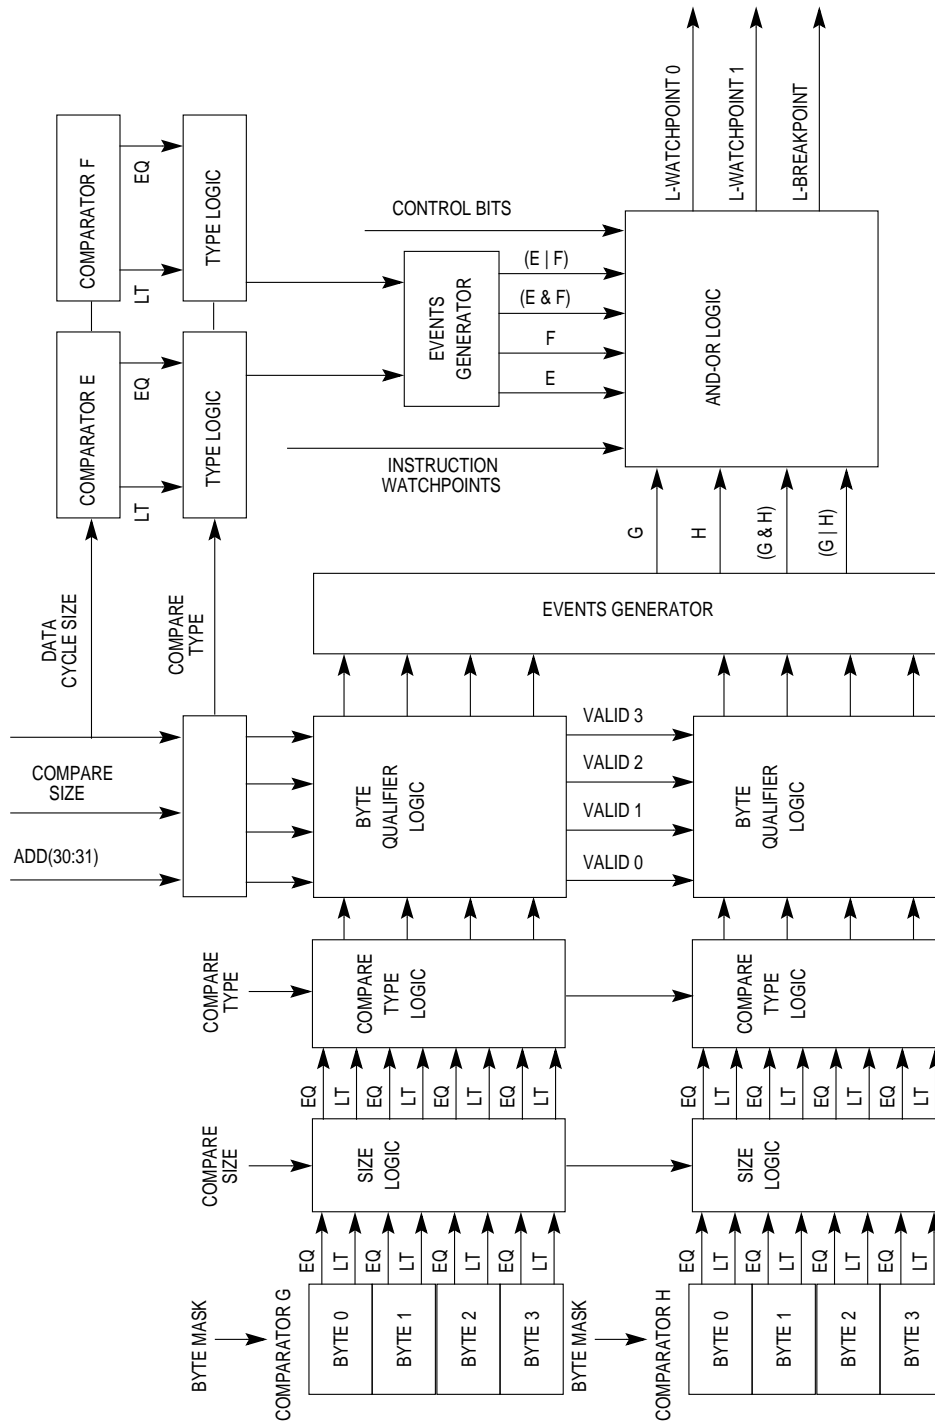 L-WATCHPOINT 0
L-WATCHPOINT 1
L-BREAKPOINT
COMPARATOR F
EQ
LT
TYPE LOGIC
CONTROL BITS
COMPARATOR E
EQ
LT
TYPE LOGIC
EVENTS
GENERATOR
(E | F)
(E & F)
F
E
AND-OR LOGIC
INSTRUCTION
WATCHPOINTS
G
H
(G & H)
(G | H)
DATA
CYCLE SIZE
COMPARE
TYPE
EVENTS GENERATOR
COMPARE
SIZE
ADD(30:31)
BYTE
QUALIFIER
LOGIC
VALID 3
VALID 2
VALID 1
VALID 0
BYTE
QUALIFIER
LOGIC
COMPARE
TYPE
COMPARE
TYPE
LOGIC
COMPARE
TYPE
LOGIC
EQ
LT
EQ
LT
EQ
LT
EQ
LT
EQ
LT
EQ
LT
EQ
LT
EQ
LT
COMPARE
SIZE
SIZE
LOGIC
SIZE
LOGIC
EQ
LT
EQ
LT
EQ
LT
EQ
LT
EQ
LT
EQ
LT
EQ
LT
EQ
LT
BYTE MASK
COMPARATOR G
BYTE 0
BYTE 1
BYTE 2
BYTE 3
BYTE MASK
COMPARATOR H
BYTE 0
BYTE 1
BYTE 2
BYTE 3